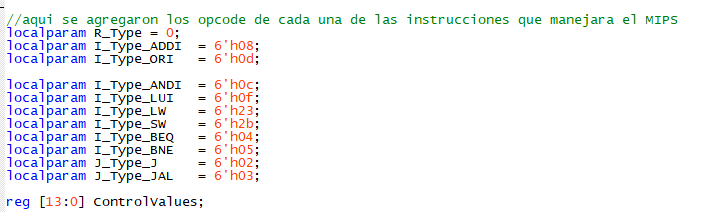 //aqui se agregaron los opcode de cada una de las instrucciones que manejara el MIPS
localparam R_Type = 0;
localparam I_Type_ADDI  = 6'h08;
localparam I_Type_ORI   = 6'h0d;
localparam I_Type_ANDI  = 6'h0c;
localparam I_Type_LUI   = 6'h0f;
localparam I_Type_LW    = 6'h23;
localparam I_Type_SW    = 6'h2b;
localparam I_Type_BEQ   = 6'h04;
localparam I_Type_BNE   = 6'h05;
localparam J_Type_J     = 6'h02;
localparam J_Type_JAL   = 6'h03;
reg [13:0] ControlValues;